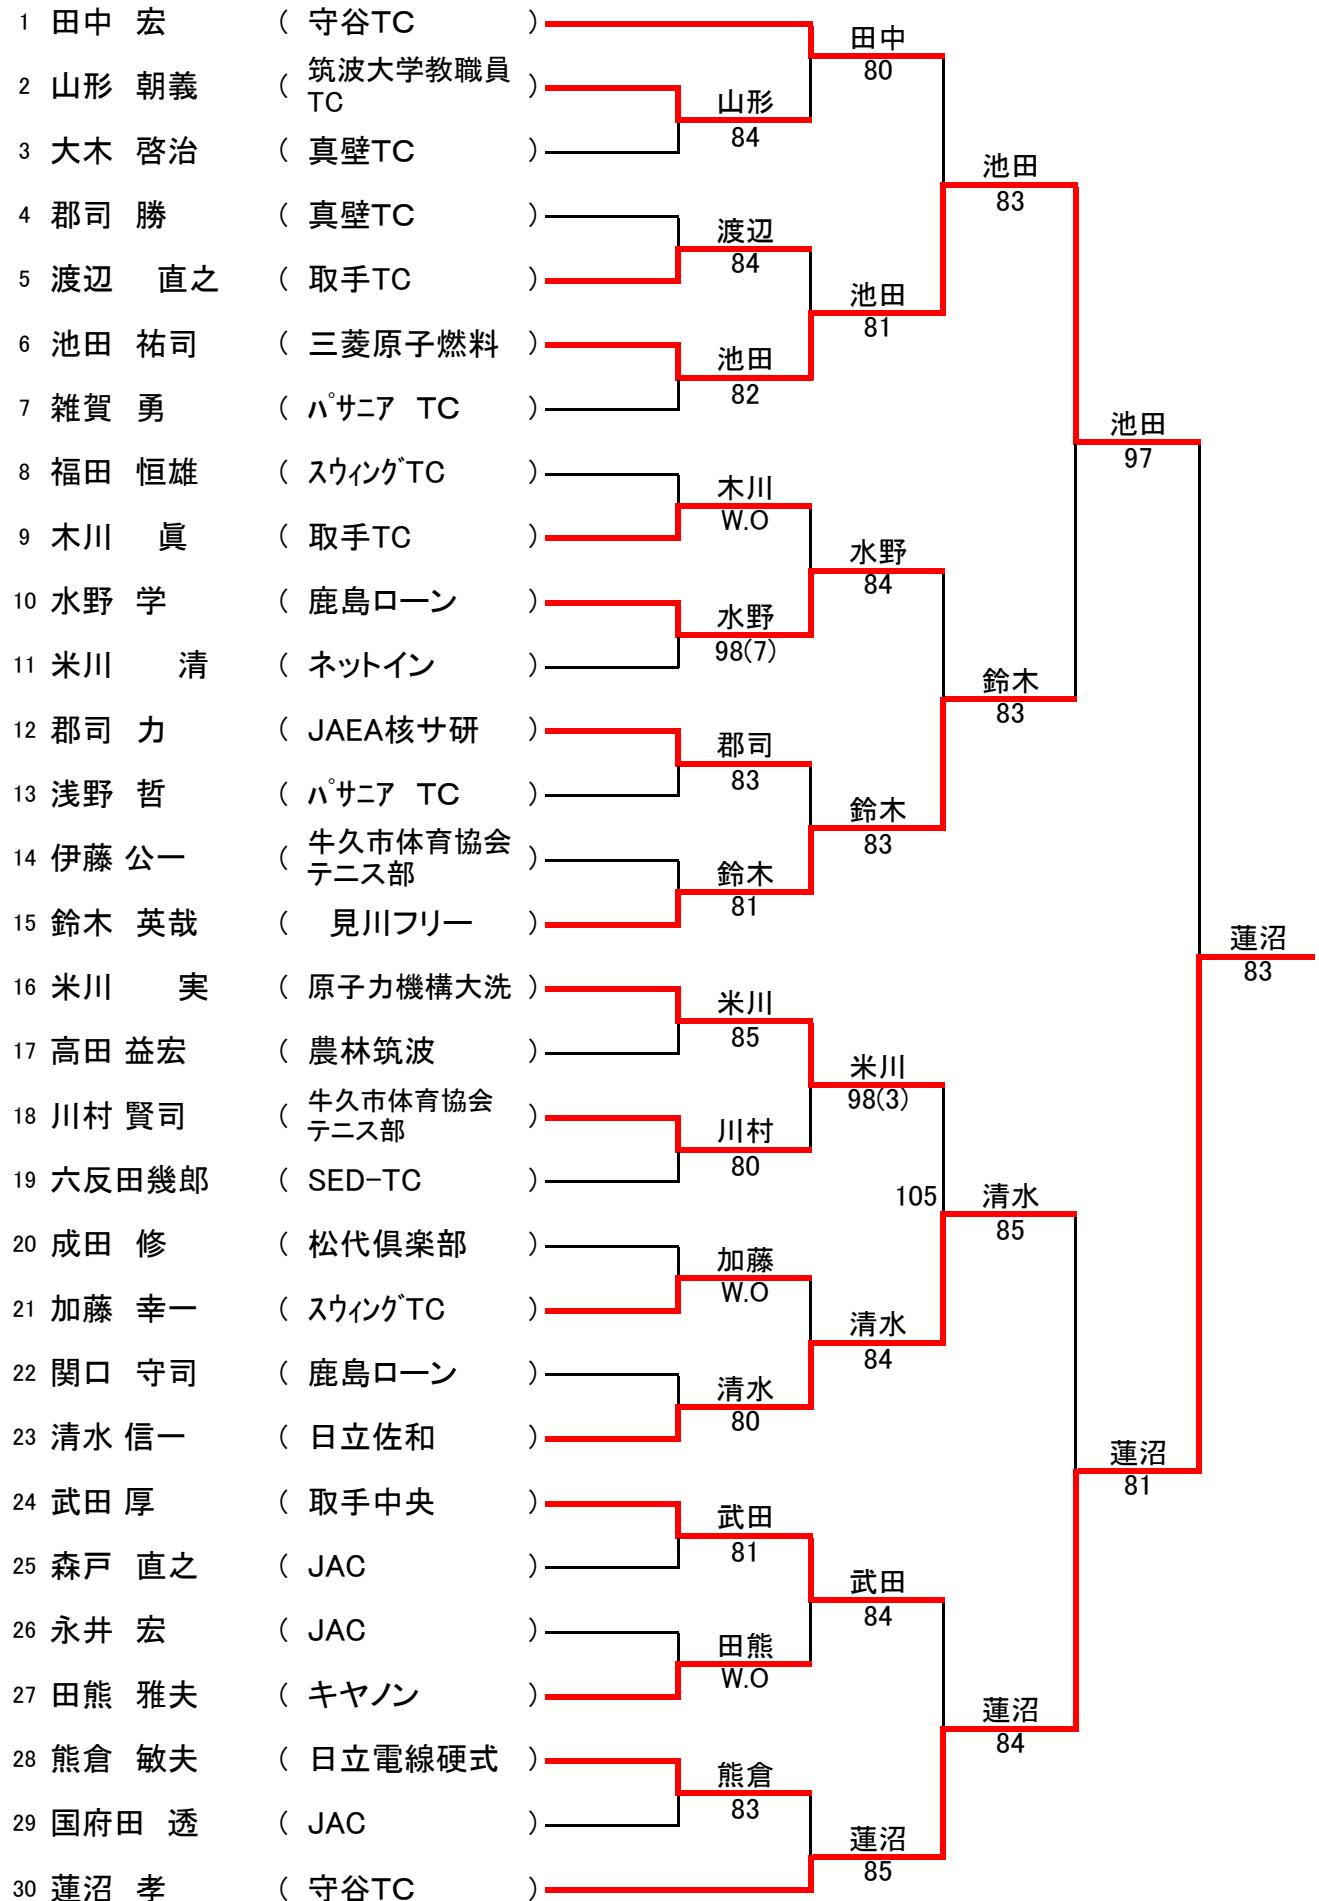 1 田中 宏 ( 守谷TC )
2 山形 朝義 ( 筑波大学教職員TC )
3 大木 啓治 ( 真壁TC )
4 郡司 勝 ( 真壁TC )
5 渡辺 直之 ( 取手TC )
6 池田 祐司 ( 三菱原子燃料 )
7 雑賀 勇 ( ﾊﾟｻﾆｱ TC )
8 福田 恒雄 ( ｽｳｨﾝｸﾞTC )
9 木川 眞 ( 取手TC )
10 水野 学 ( 鹿島ローン )
11 米川 清 ( ネットイン )
12 郡司 力 ( JAEA核サ研 )
13 浅野 哲 ( ﾊﾟｻﾆｱ TC )
14 伊藤 公一 ( 牛久市体育協会テニス部 )
15 鈴木 英哉 ( 見川フリー )
16 米川 実 ( 原子力機構大洗 )
17 高田 益宏 ( 農林筑波 )
18 川村 賢司 ( 牛久市体育協会テニス部 )
19 六反田幾郎 ( SED-TC )
20 成田 修 ( 松代倶楽部 )
21 加藤 幸一 ( ｽｳｨﾝｸﾞTC )
22 関口 守司 ( 鹿島ローン )
23 清水 信一 ( 日立佐和 )
24 武田 厚 ( 取手中央 )
25 森戸 直之 ( JAC )
26 永井 宏 ( JAC )
27 田熊 雅夫 ( キヤノン )
28 熊倉 敏夫 ( 日立電線硬式 )
29 国府田 透 ( JAC )
30 蓮沼 孝 ( 守谷TC )
山形
84
渡辺
84
池田
82
木川
W.O
水野
98(7)
郡司
83
鈴木
81
米川
85
川村
80
加藤
W.O
清水
80
武田
81
田熊
W.O
熊倉
83
田中
80
池田
81
水野
84
鈴木
83
米川
98(3)
清水
84
武田
84
蓮沼
85
池田
83
鈴木
83
105
清水
85
蓮沼
84
池田
97
蓮沼
81
蓮沼
83